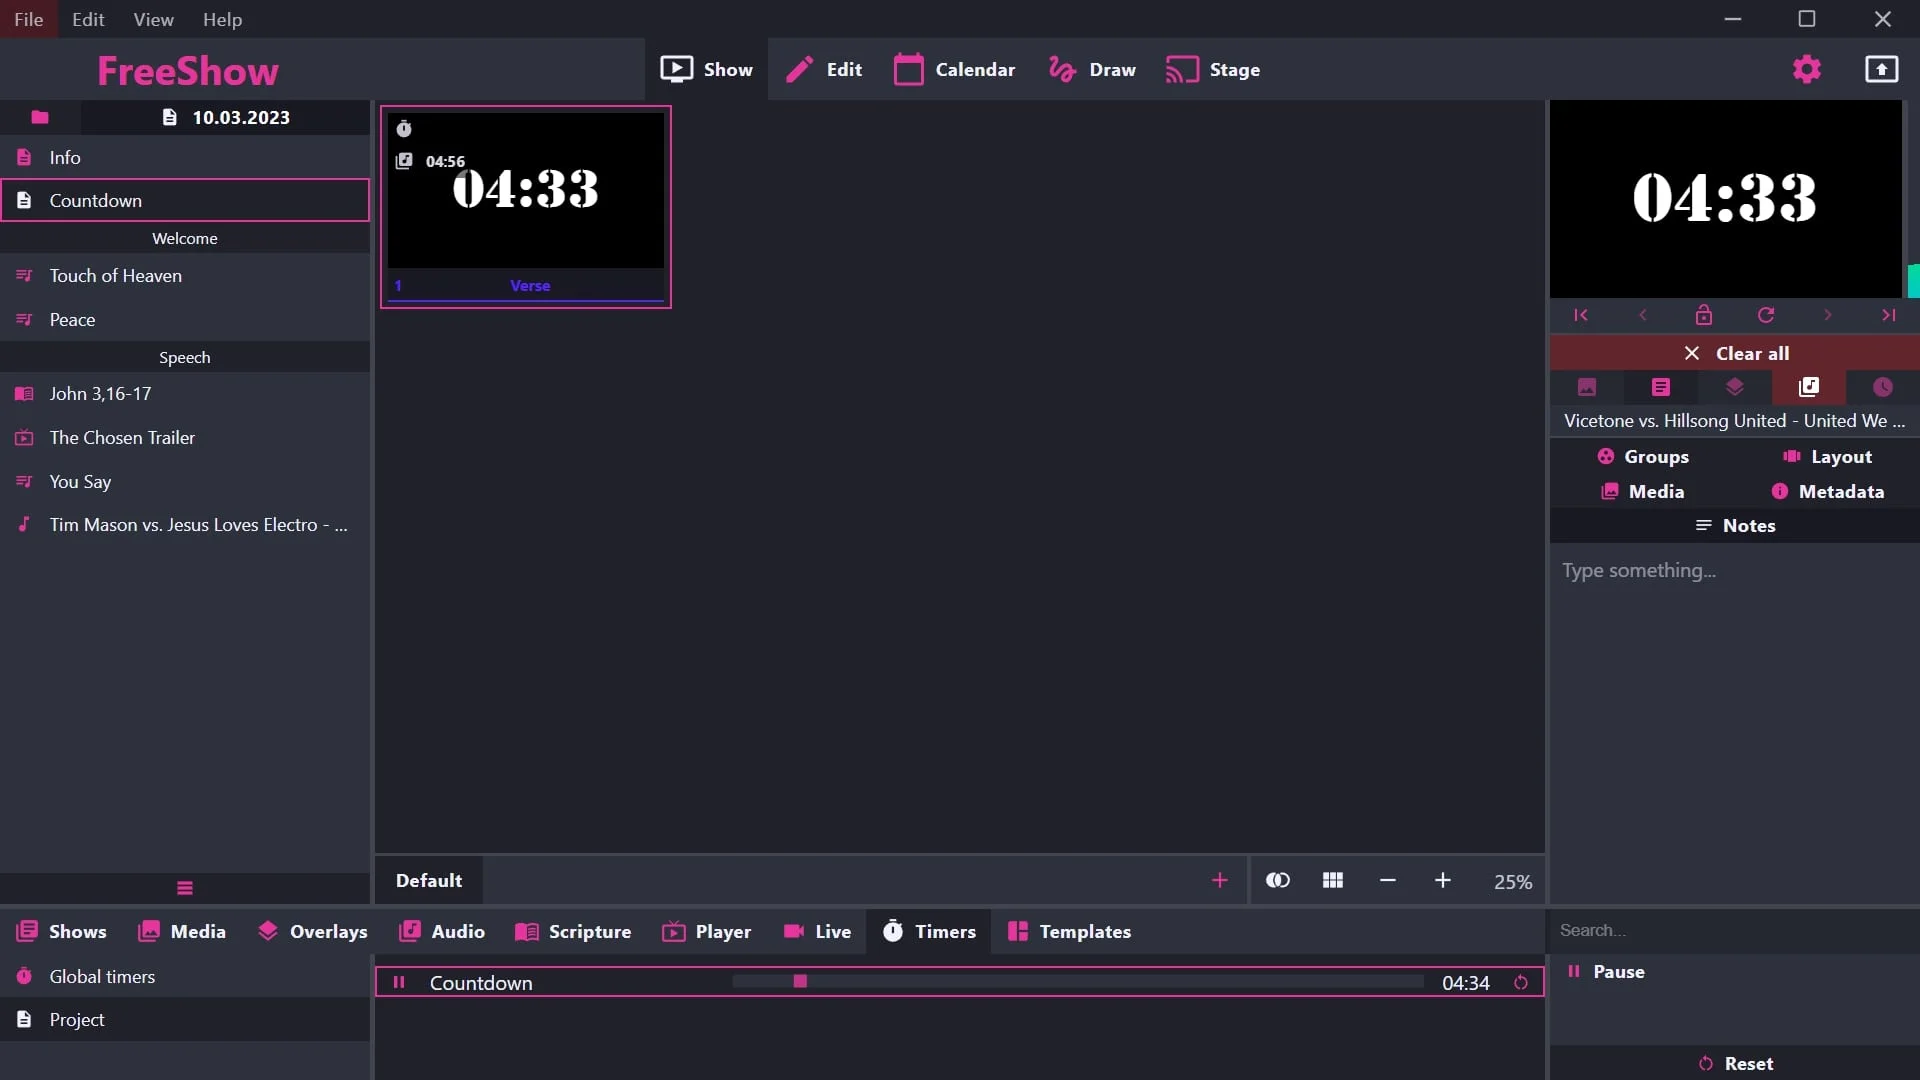 File Edit View Help
FreeShow
Show Edit Calendar Draw Stage
10.03.2023
Info
Countdown
Welcome
Touch of Heaven
Peace
Speech
John 3,16-17
The Chosen Trailer
You Say
Tim Mason vs. Jesus Loves Electro - ...
04:56
04:33
1 Verse
04:33
Clear all
Vicetone vs. Hillsong United - United We ...
Groups Layout
Media Metadata
Notes
Type something...
Default
25%
Shows Media Overlays Audio Scripture Player Live Timers Templates
Search...
Global timers
Project
Countdown 04:34
Pause
Reset